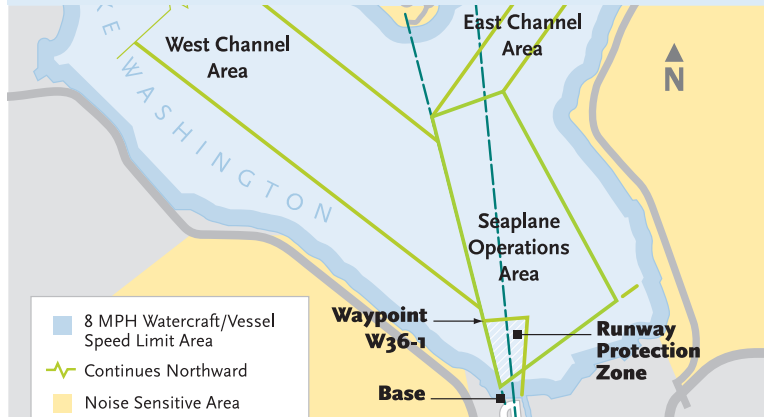 West Channel
Area
East Channel
Area
N
KE WASHINGTON
Seaplane
Operations
Area
Waypoint
W36-1
Runway
Protection
Zone
Base
8 MPH Watercraft/Vessel
Speed Limit Area
Continues Northward
Noise Sensitive Area